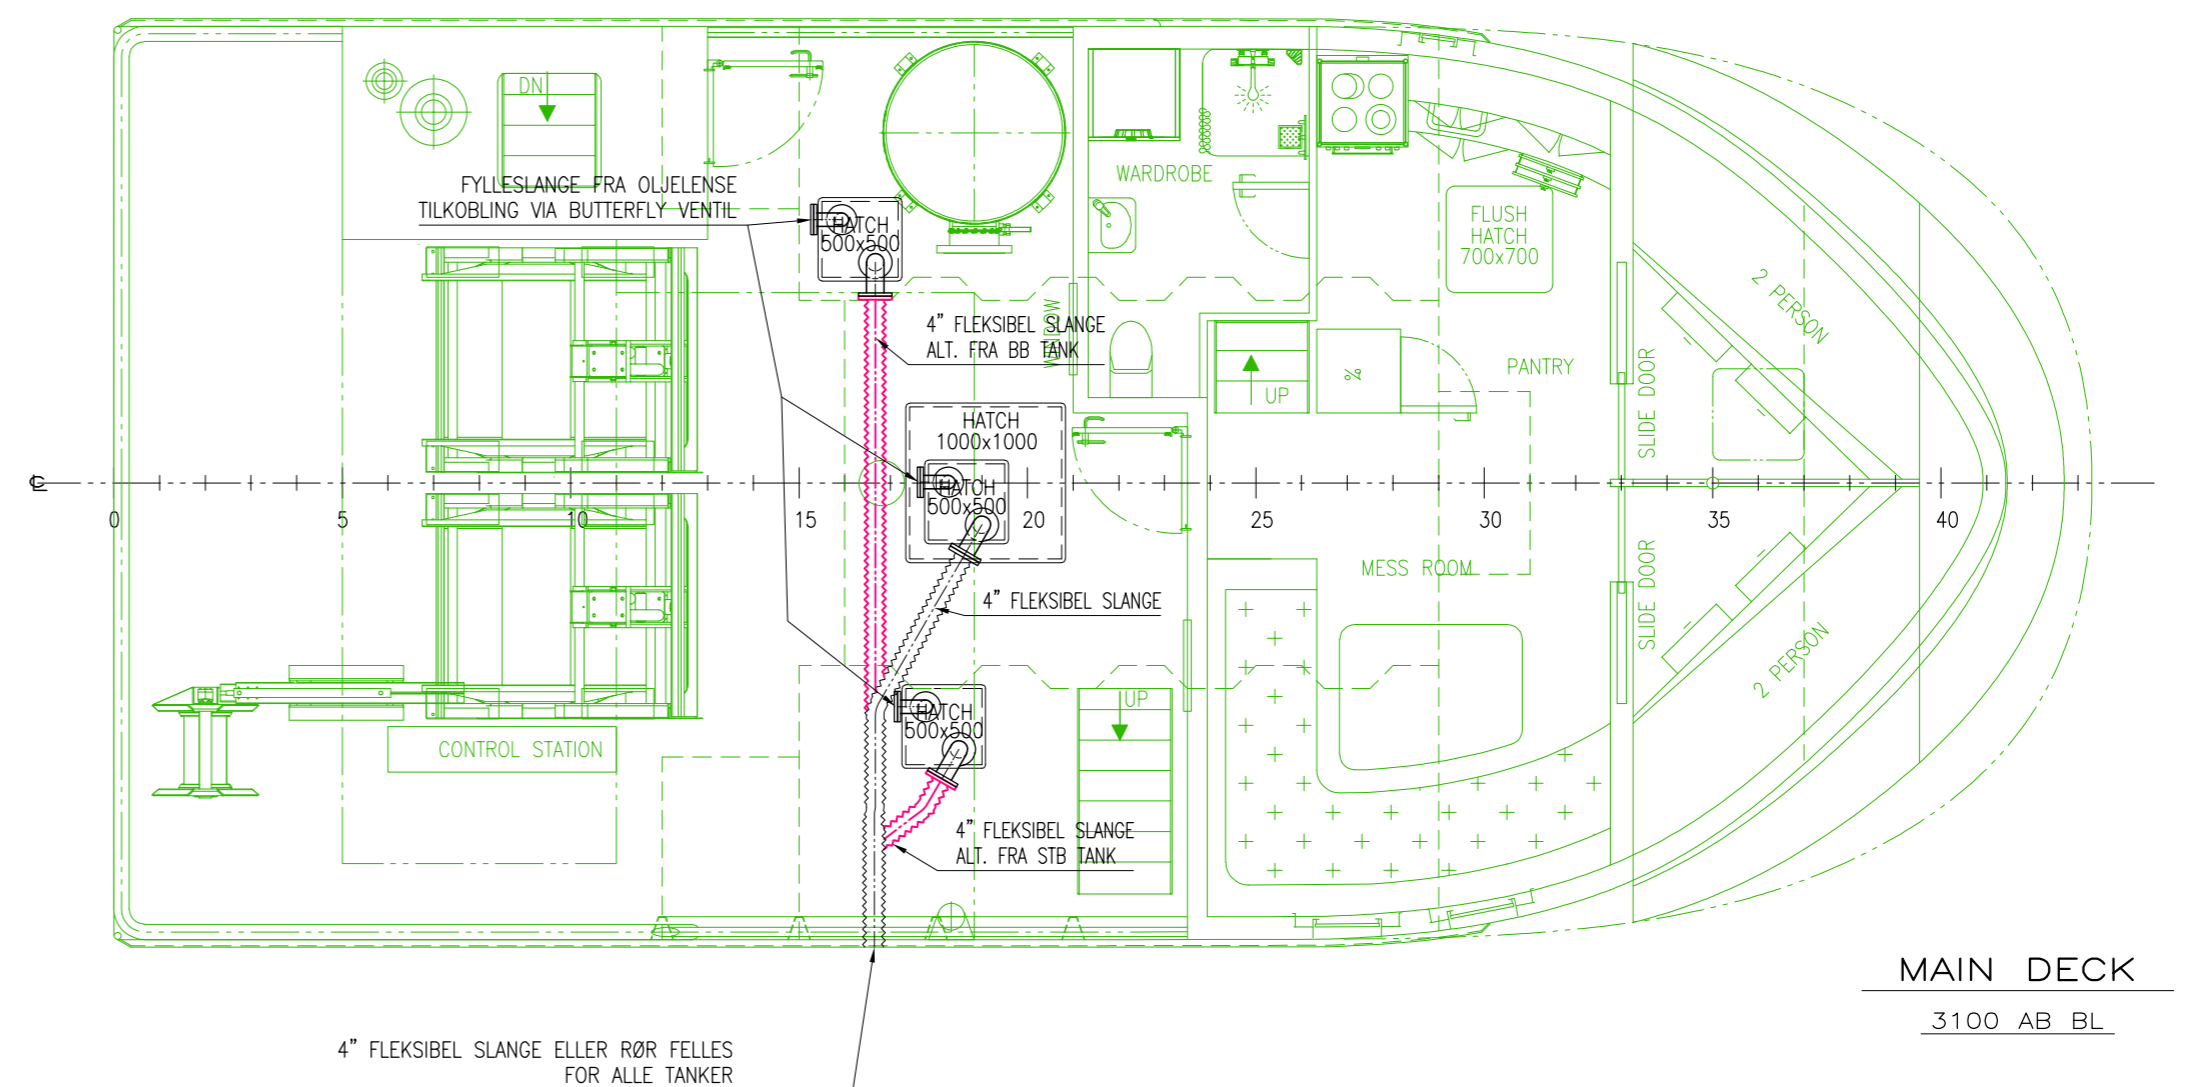 DN
FYLLESLANGE FRA OLJELENSE
TILKOBLING VIA BUTTERFLY VENTIL
HATCH
500x500
WARDROBE
FLUSH
HATCH
700x700
2 PERSON
4" FLEKSIBEL SLANGE
ALT. FRA BB TANK
WINDOW
UP
PANTRY
SLIDE DOOR
HATCH
1000x1000
HATCH
500x500
0 5 10 15 20 25 30 35 40
MESS ROOM
SLIDE DOOR
4" FLEKSIBEL SLANGE
2 PERSON
HATCH
500x500
UP
CONTROL STATION
4" FLEKSIBEL SLANGE
ALT. FRA STB TANK
MAIN DECK
3100 AB BL
4" FLEKSIBEL SLANGE ELLER RØR FELLES
FOR ALLE TANKER